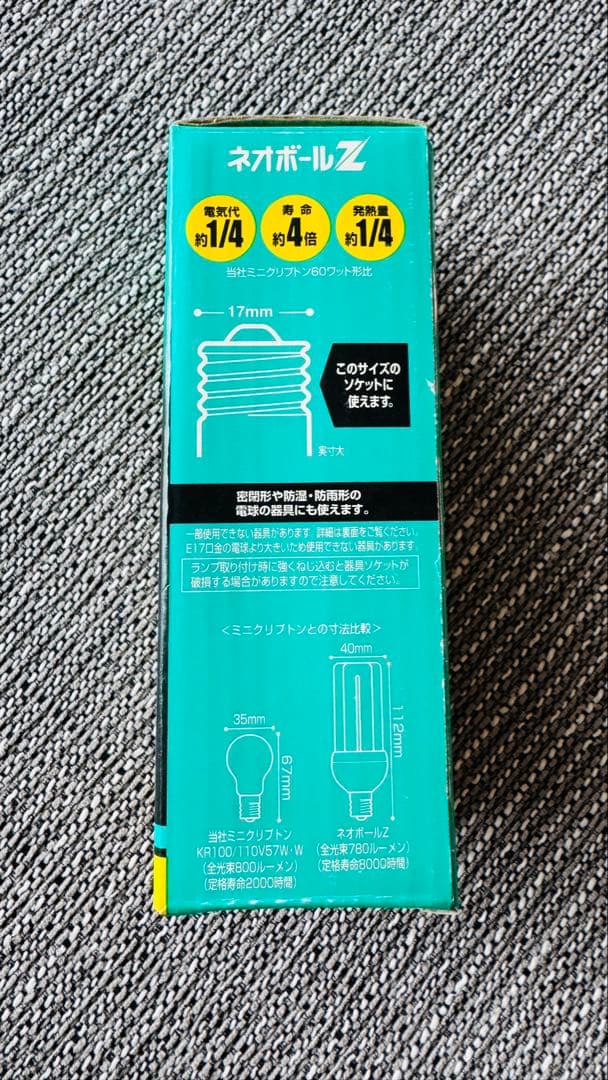 ネオボールZ
電気代
約1/4
寿命
約4倍
発熱量
約1/4
当社ミニクリプトン60ワット形比
17mm
このサイズの
ソケットに
使えます。
実寸大
密閉形や防湿・防雨形の
電球の器具にも使えます。
一部使用できない器具があります 詳細は裏面をご覧ください。
E17口金の電球より大きいため使用できない器具があります。
ランプ取り付け時に強くねじ込むと器具ソケットが
破損する場合がありますので注意してください。
<ミニクリプトンとの寸法比較>
40mm
112mm
35mm
67mm
当社ミニクリプトン
KR100/110V57W・W
(全光束800ルーメン)
(定格寿命2000時間)
ネオボールZ
(全光束780ルーメン)
(定格寿命8000時間)